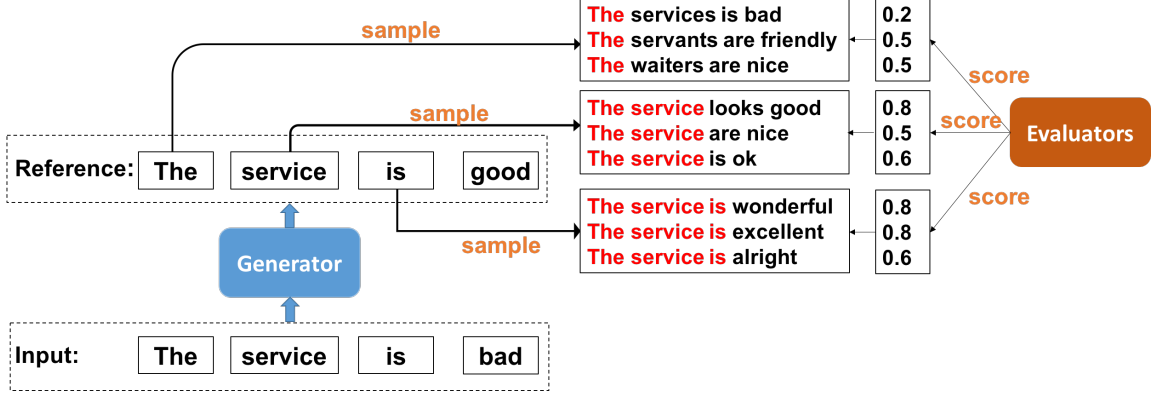 The services is bad
The servants are friendly
The waiters are nice
0.2
0.5
0.5
sample
score
The service looks good
The service are nice
The service is ok
0.8
0.5
0.6
sample
score
Evaluators
Reference: The service is good
The service is wonderful
The service is excellent
The service is alright
0.8
0.8
0.6
sample
score
Generator
Input: The service is bad